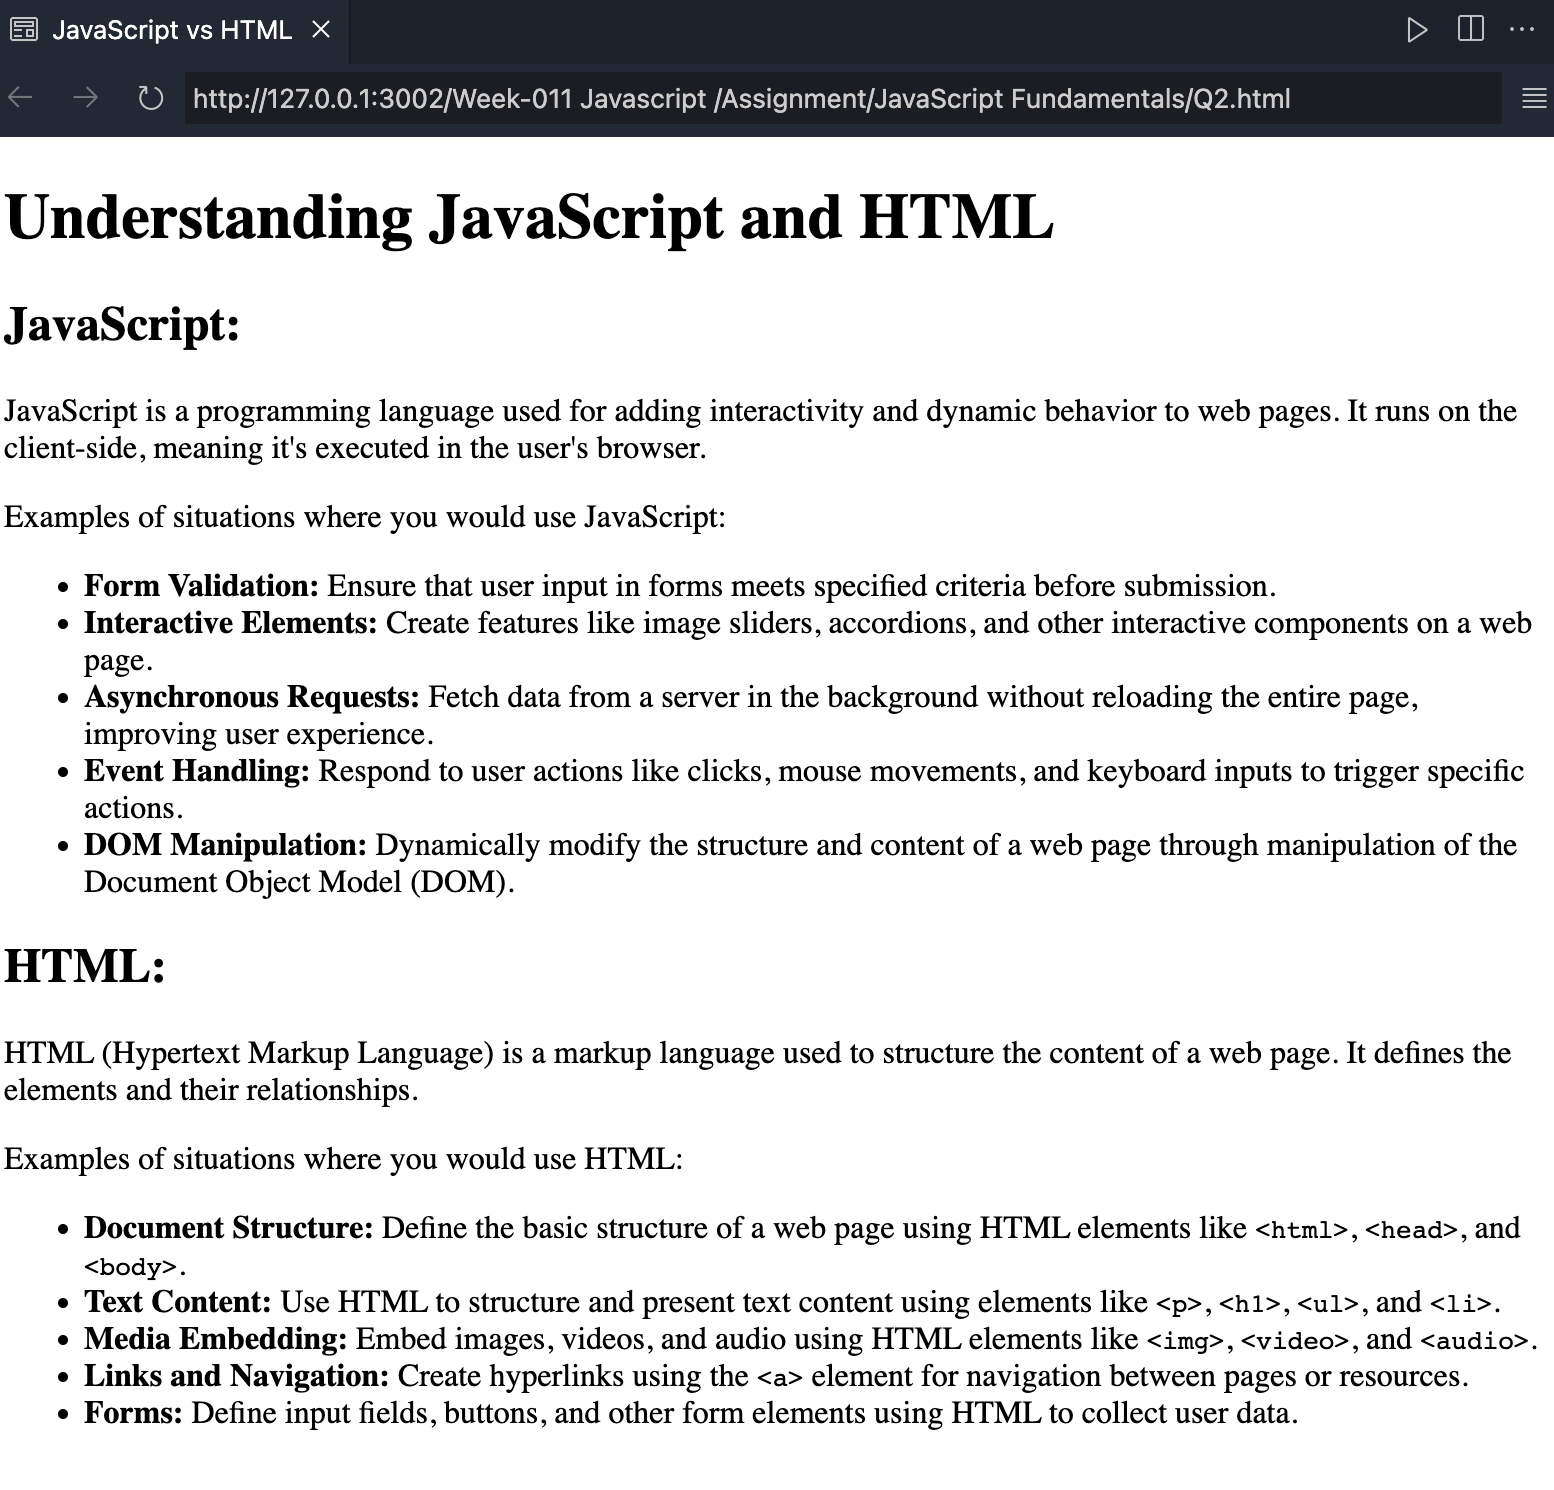 JavaScript vs HTML
http://127.0.0.1:3002/Week-011 Javascript /Assignment/JavaScript Fundamentals/Q2.html
Understanding JavaScript and HTML
JavaScript:
JavaScript is a programming language used for adding interactivity and dynamic behavior to web pages. It runs on the
client-side, meaning it's executed in the user's browser.
Examples of situations where you would use JavaScript:
• Form Validation: Ensure that user input in forms meets specified criteria before submission.
• Interactive Elements: Create features like image sliders, accordions, and other interactive components on a web
page.
• Asynchronous Requests: Fetch data from a server in the background without reloading the entire page,
improving user experience.
• Event Handling: Respond to user actions like clicks, mouse movements, and keyboard inputs to trigger specific
actions.
• DOM Manipulation: Dynamically modify the structure and content of a web page through manipulation of the
Document Object Model (DOM).
HTML:
HTML (Hypertext Markup Language) is a markup language used to structure the content of a web page. It defines the
elements and their relationships.
Examples of situations where you would use HTML:
• Document Structure: Define the basic structure of a web page using HTML elements like <html>, <head>, and
<body>.
• Text Content: Use HTML to structure and present text content using elements like <p>, <h1>, <ul>, and <li>.
• Media Embedding: Embed images, videos, and audio using HTML elements like <img>, <video>, and <audio>.
• Links and Navigation: Create hyperlinks using the <a> element for navigation between pages or resources.
• Forms: Define input fields, buttons, and other form elements using HTML to collect user data.